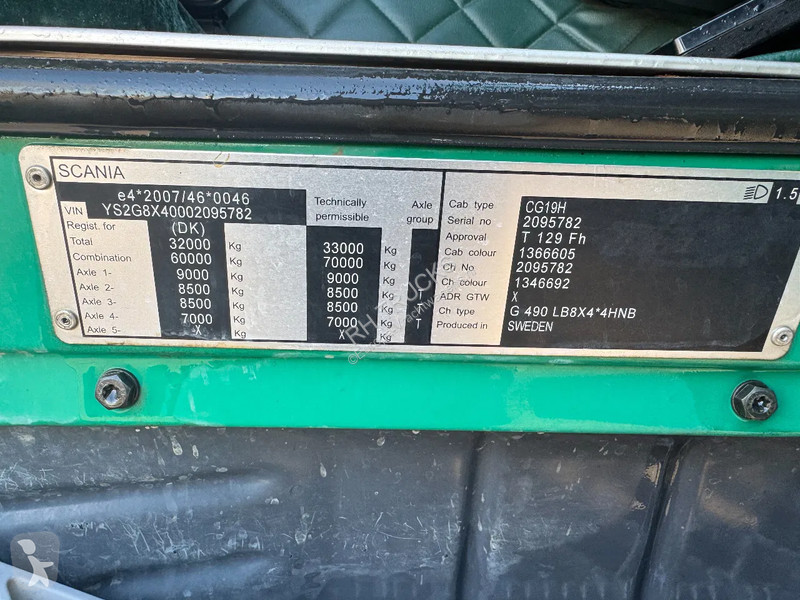 SCANIA
e4*2007/46*0046
VIN YS2G8X40002095782
Regist. for (DK)
Technically permissible
Axle group
Total 32000 Kg 33000 Kg
Combination 60000 Kg 70000 Kg
Axle 1- 9000 Kg 9000 Kg
Axle 2- 8500 Kg 8500 Kg
Axle 3- 8500 Kg 8500 Kg
Axle 4- 7000 Kg 7000 Kg T
Axle 5- X Kg Kg
Cab type CG19H
Serial no 2095782
Approval T 129 Fh
Cab colour 1366605
Ch No 2095782
Ch colour 1346692
ADR GTW X
Ch type G 490 LB8X4*4HNB
Produced in SWEDEN
1.5
RH-TRUCKS